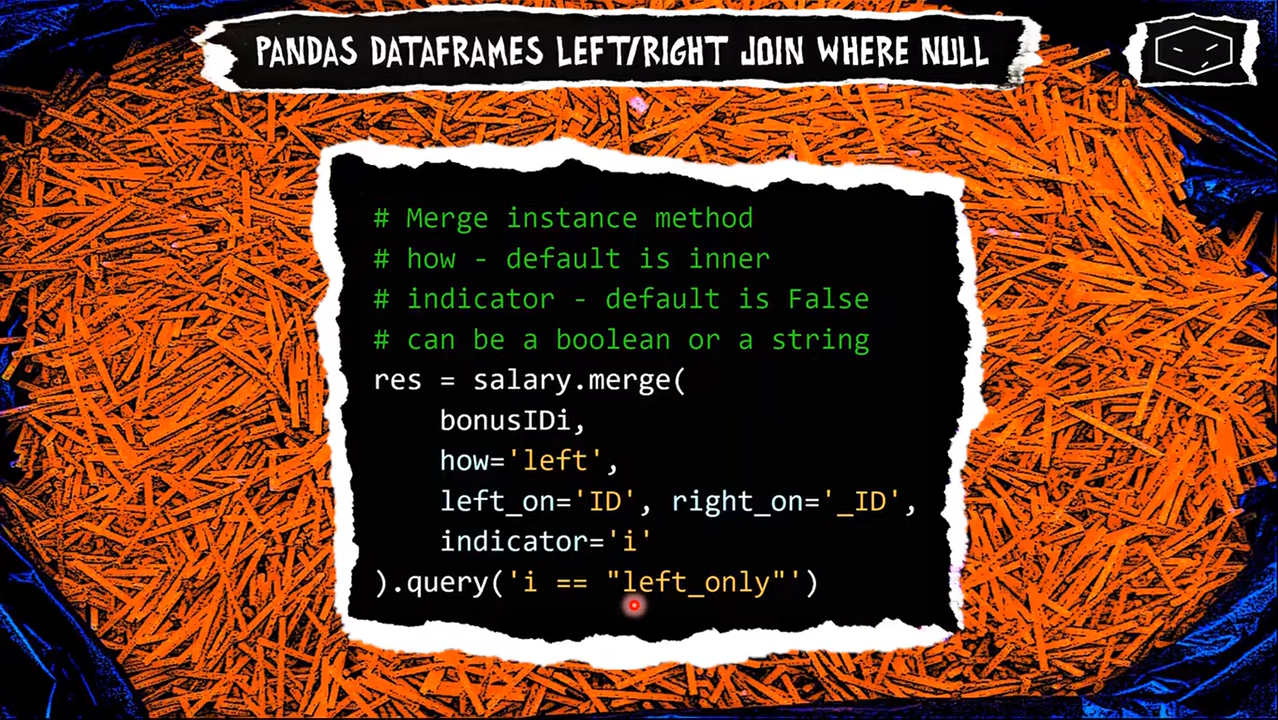 PANDAS DATAFRAMES LEFT/RIGHT JOIN WHERE NULL
# Merge instance method
# how - default is inner
# indicator - default is False
# can be a boolean or a string
res = salary.merge(
    bonusIDi,
    how='left',
    left_on='ID', right_on='_ID',
    indicator='i'
).query('i == "left_only"')